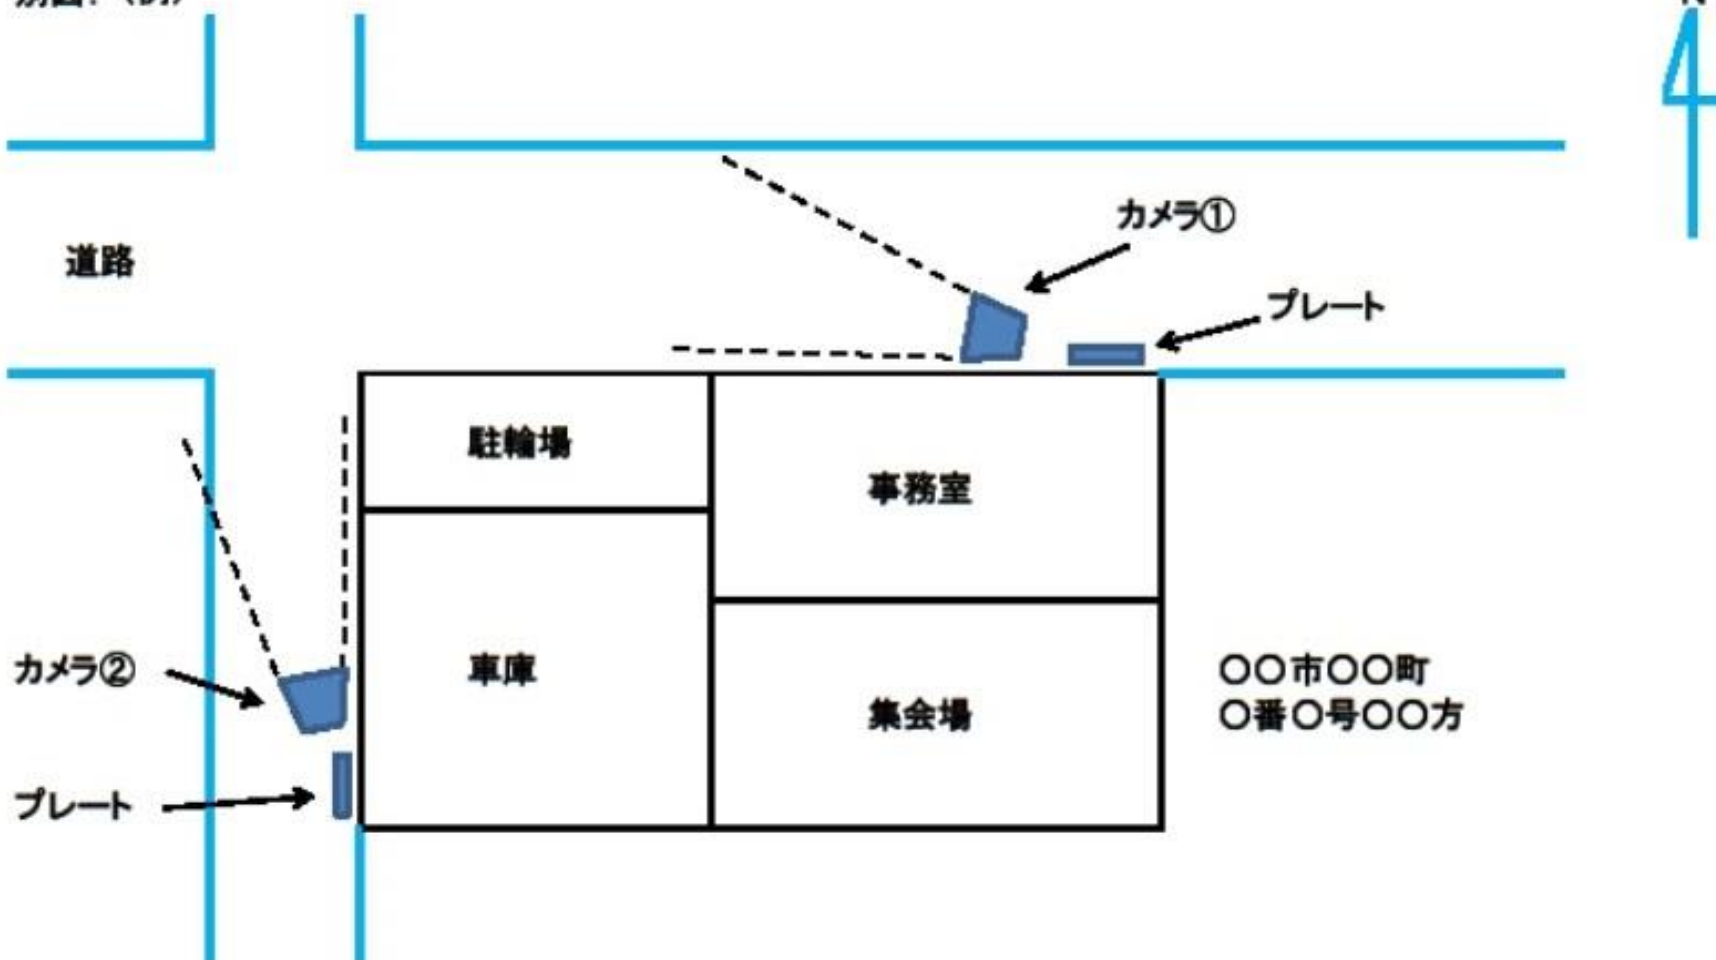 カメラ①
道路
プレート
駐輪場
事務室
カメラ②
車庫
集会場
〇〇市〇〇町
〇番〇号〇〇方
プレート